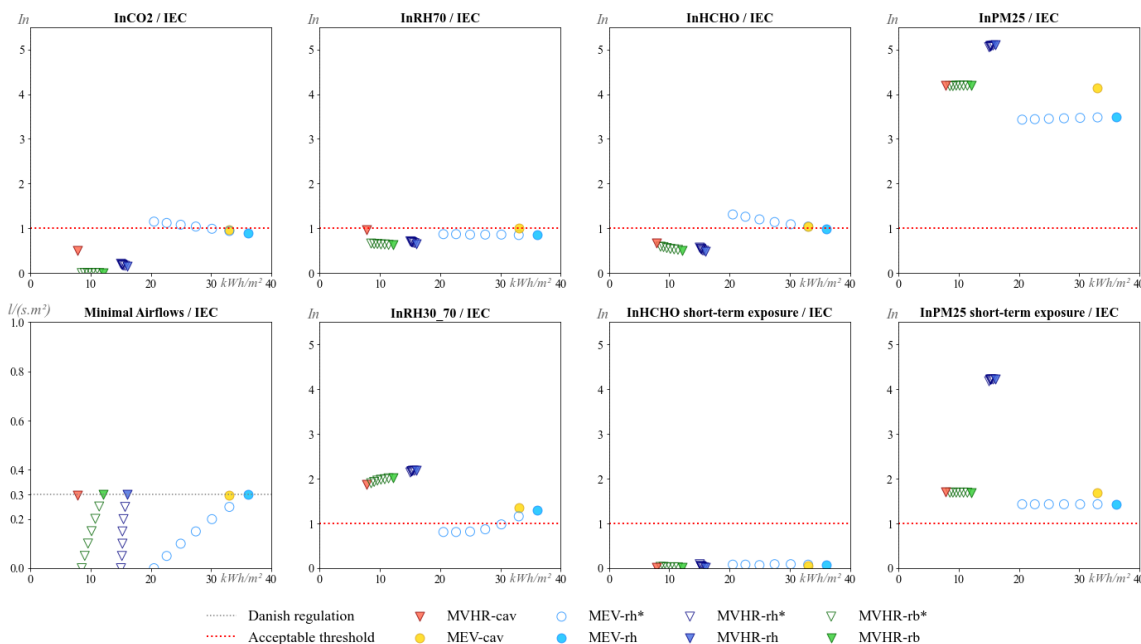 In InCO2 / IEC
InRH70 / IEC
InHCHO / IEC
InPM25 / IEC
5
5
5
5
4
4
4
4
3
3
3
3
2
2
2
2
1
1
1
1
0
0
0
0
0 10 20 30 kWh/m² 40
0 10 20 30 kWh/m² 40
0 10 20 30 kWh/m² 40
0 10 20 30 kWh/m² 40
l/(s.m²) Minimal Airflows / IEC
In InRH30_70 / IEC
In InHCHO short-term exposure / IEC
In InPM25 short-term exposure / IEC
1.0
0.8
0.6
0.4
0.3
0.2
0.0
5
5
5
4
4
4
3
3
3
2
2
2
1
1
1
0
0
0
0 10 20 30 kWh/m² 40
0 10 20 30 kWh/m² 40
0 10 20 30 kWh/m² 40
0 10 20 30 kWh/m² 40
Danish regulation MVHR-cav MEV-rh* MVHR-rh* MVHR-rb*
Acceptable threshold MEV-cav MEV-rh MVHR-rh MVHR-rb